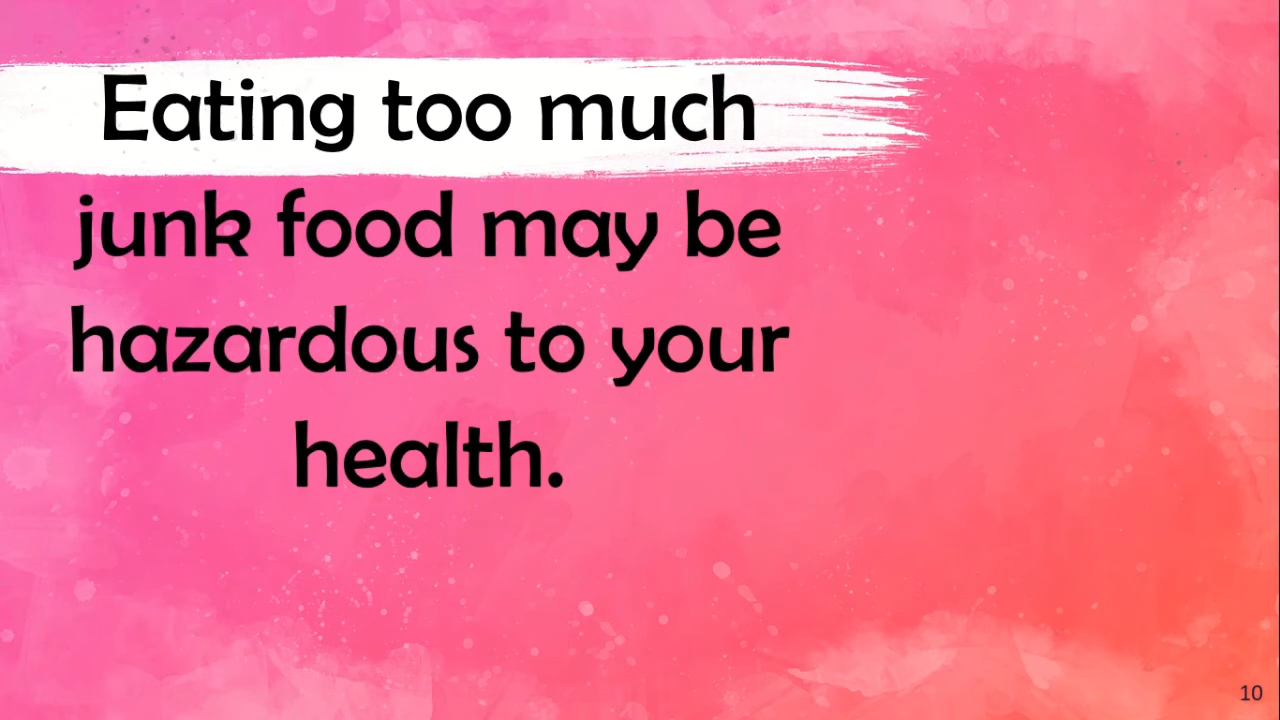 Eating too much
junk food may be
hazardous to your
health.
10